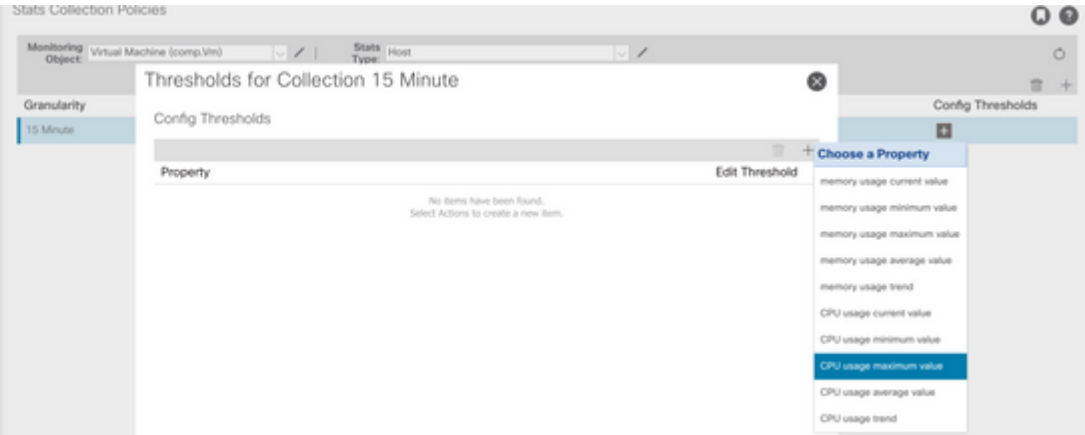 Stats Collection Policies
Monitoring Object: Virtual Machine (comp.Vm) Stats Type: Host
Thresholds for Collection 15 Minute
Granularity
Config Thresholds
Config Thresholds
15 Minute
Choose a Property
Property
Edit Threshold
No items have been found.
Select Actions to create a new item.
memory usage current value
memory usage minimum value
memory usage maximum value
memory usage average value
memory usage trend
CPU usage current value
CPU usage minimum value
CPU usage maximum value
CPU usage average value
CPU usage trend